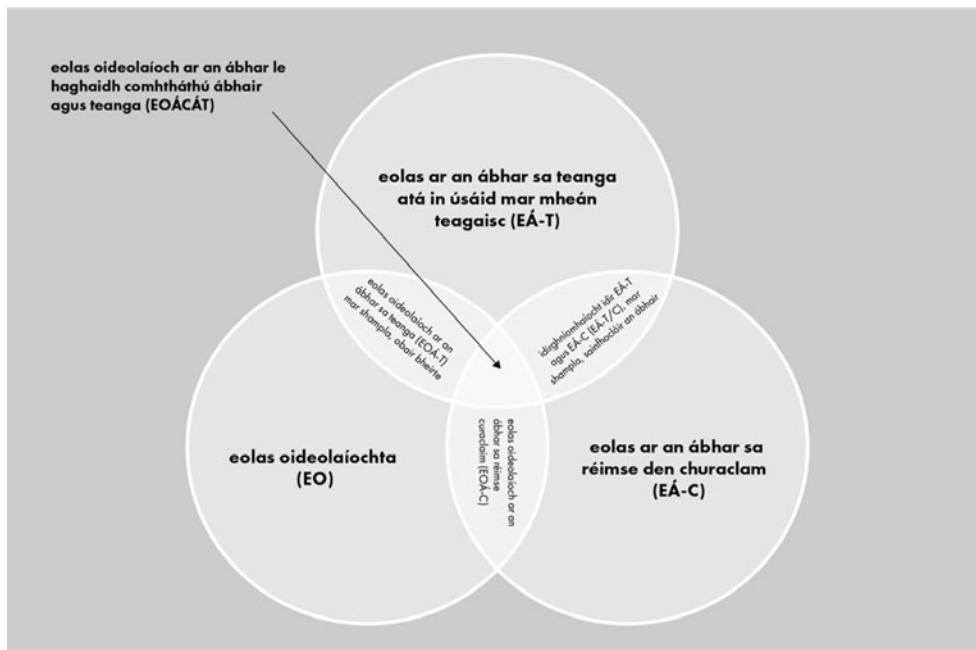 eolas oideolaíoch ar an ábhar le
haghaidh comhtháthú ábhair
agus teanga (EOÁCÁT)
eolas ar an ábhar sa teanga
atá in úsáid mar mheán
teagaisc (EÁ-T)
eolas oideolaíoch ar an
ábhar sa teanga (EOÁ-T)
mar shampla, obair bheirte
idirghníomhaíocht idir EÁ-T
agus EÁ-C (EÁ-T/C), mar
shampla, sainfhoclóir an ábhair
eolas oideolaíoch ar an
ábhar sa réimse
curaclaim (EOÁ-C)
eolas oideolaíochta
(EO)
eolas ar an ábhar sa
réimse den churaclam
(EÁ-C)